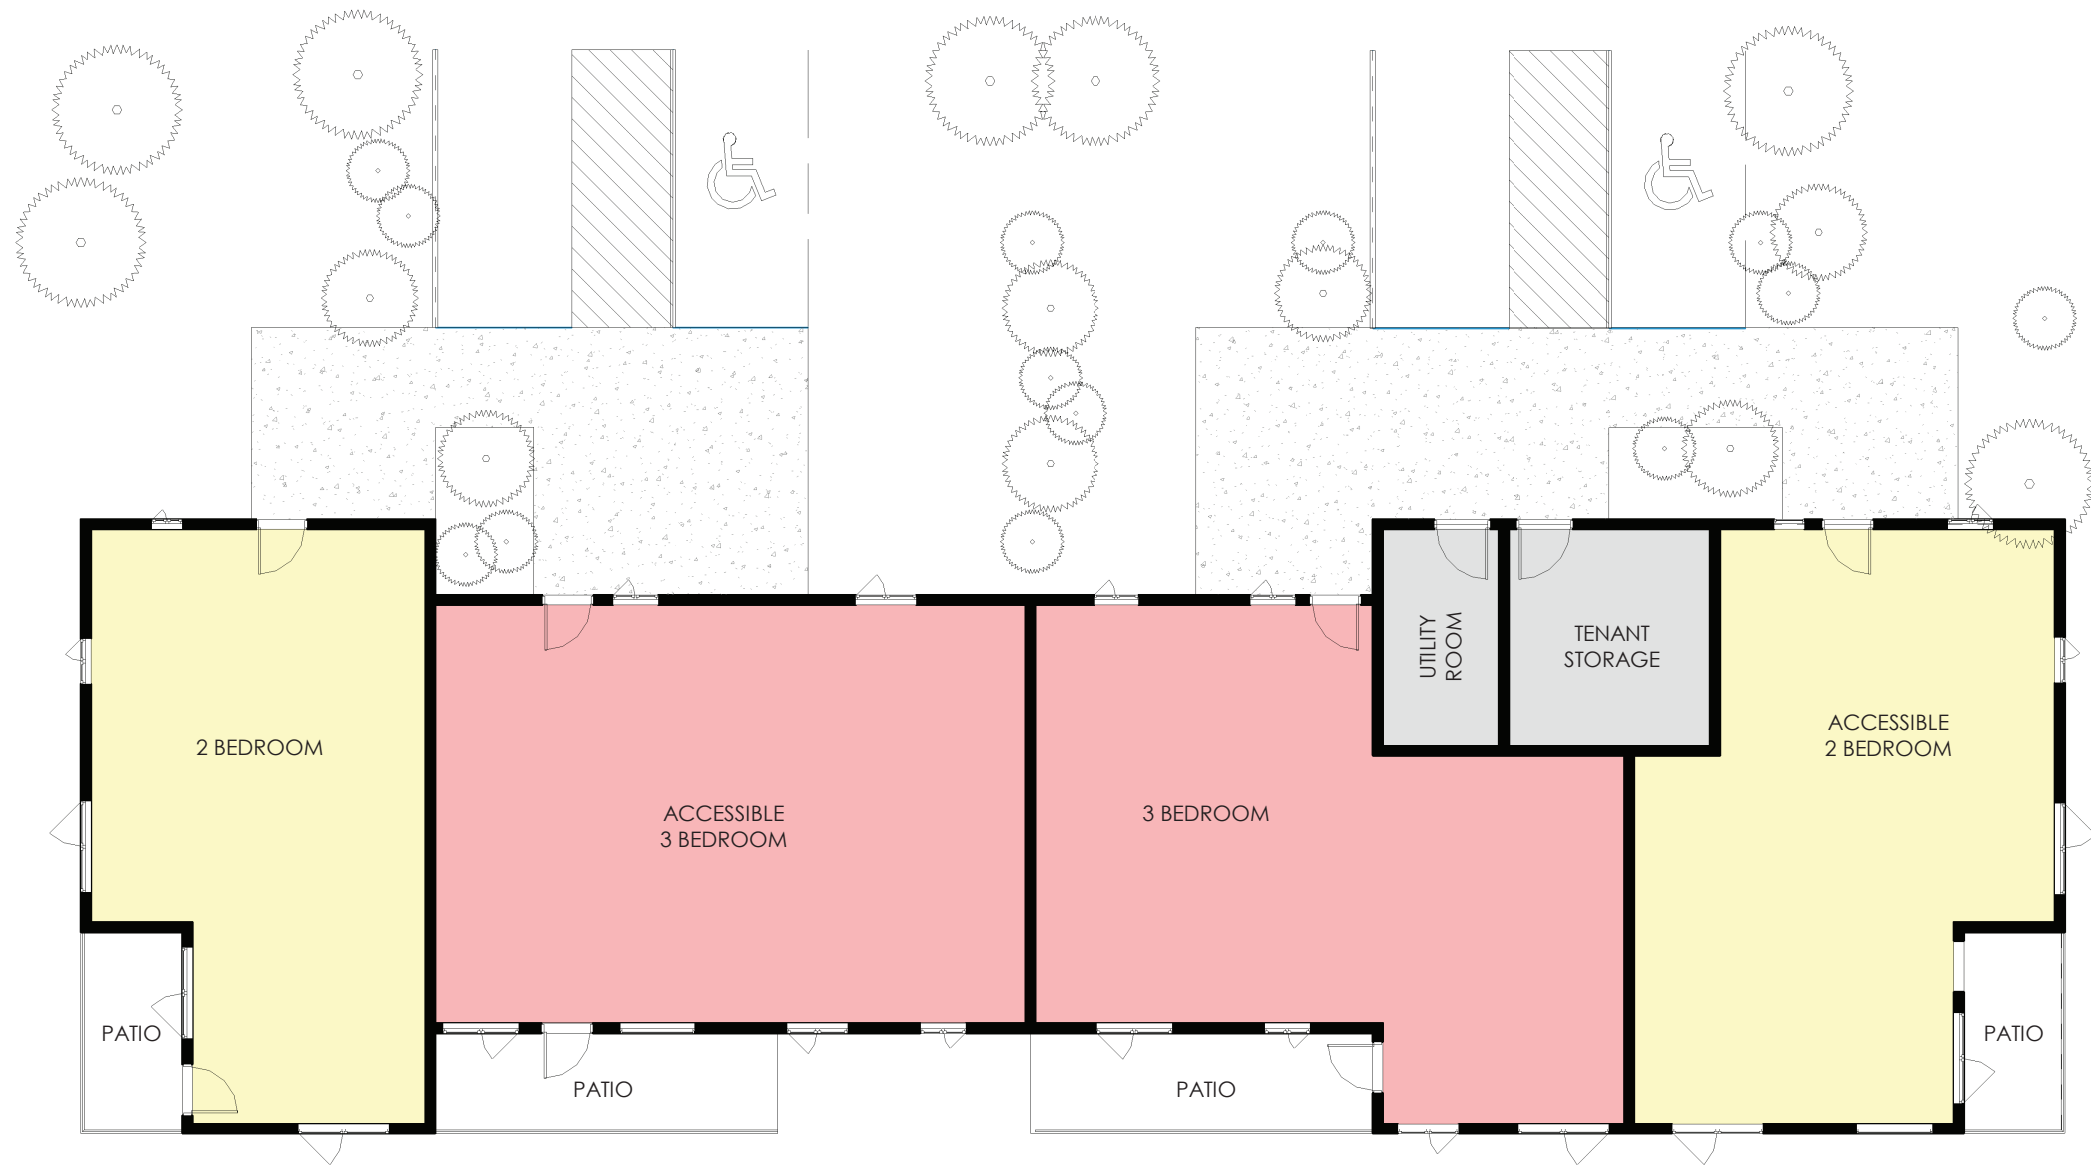 UTILITY
ROOM
TENANT
STORAGE
2 BEDROOM
ACCESSIBLE
3 BEDROOM
3 BEDROOM
ACCESSIBLE
2 BEDROOM
PATIO
PATIO
PATIO
PATIO